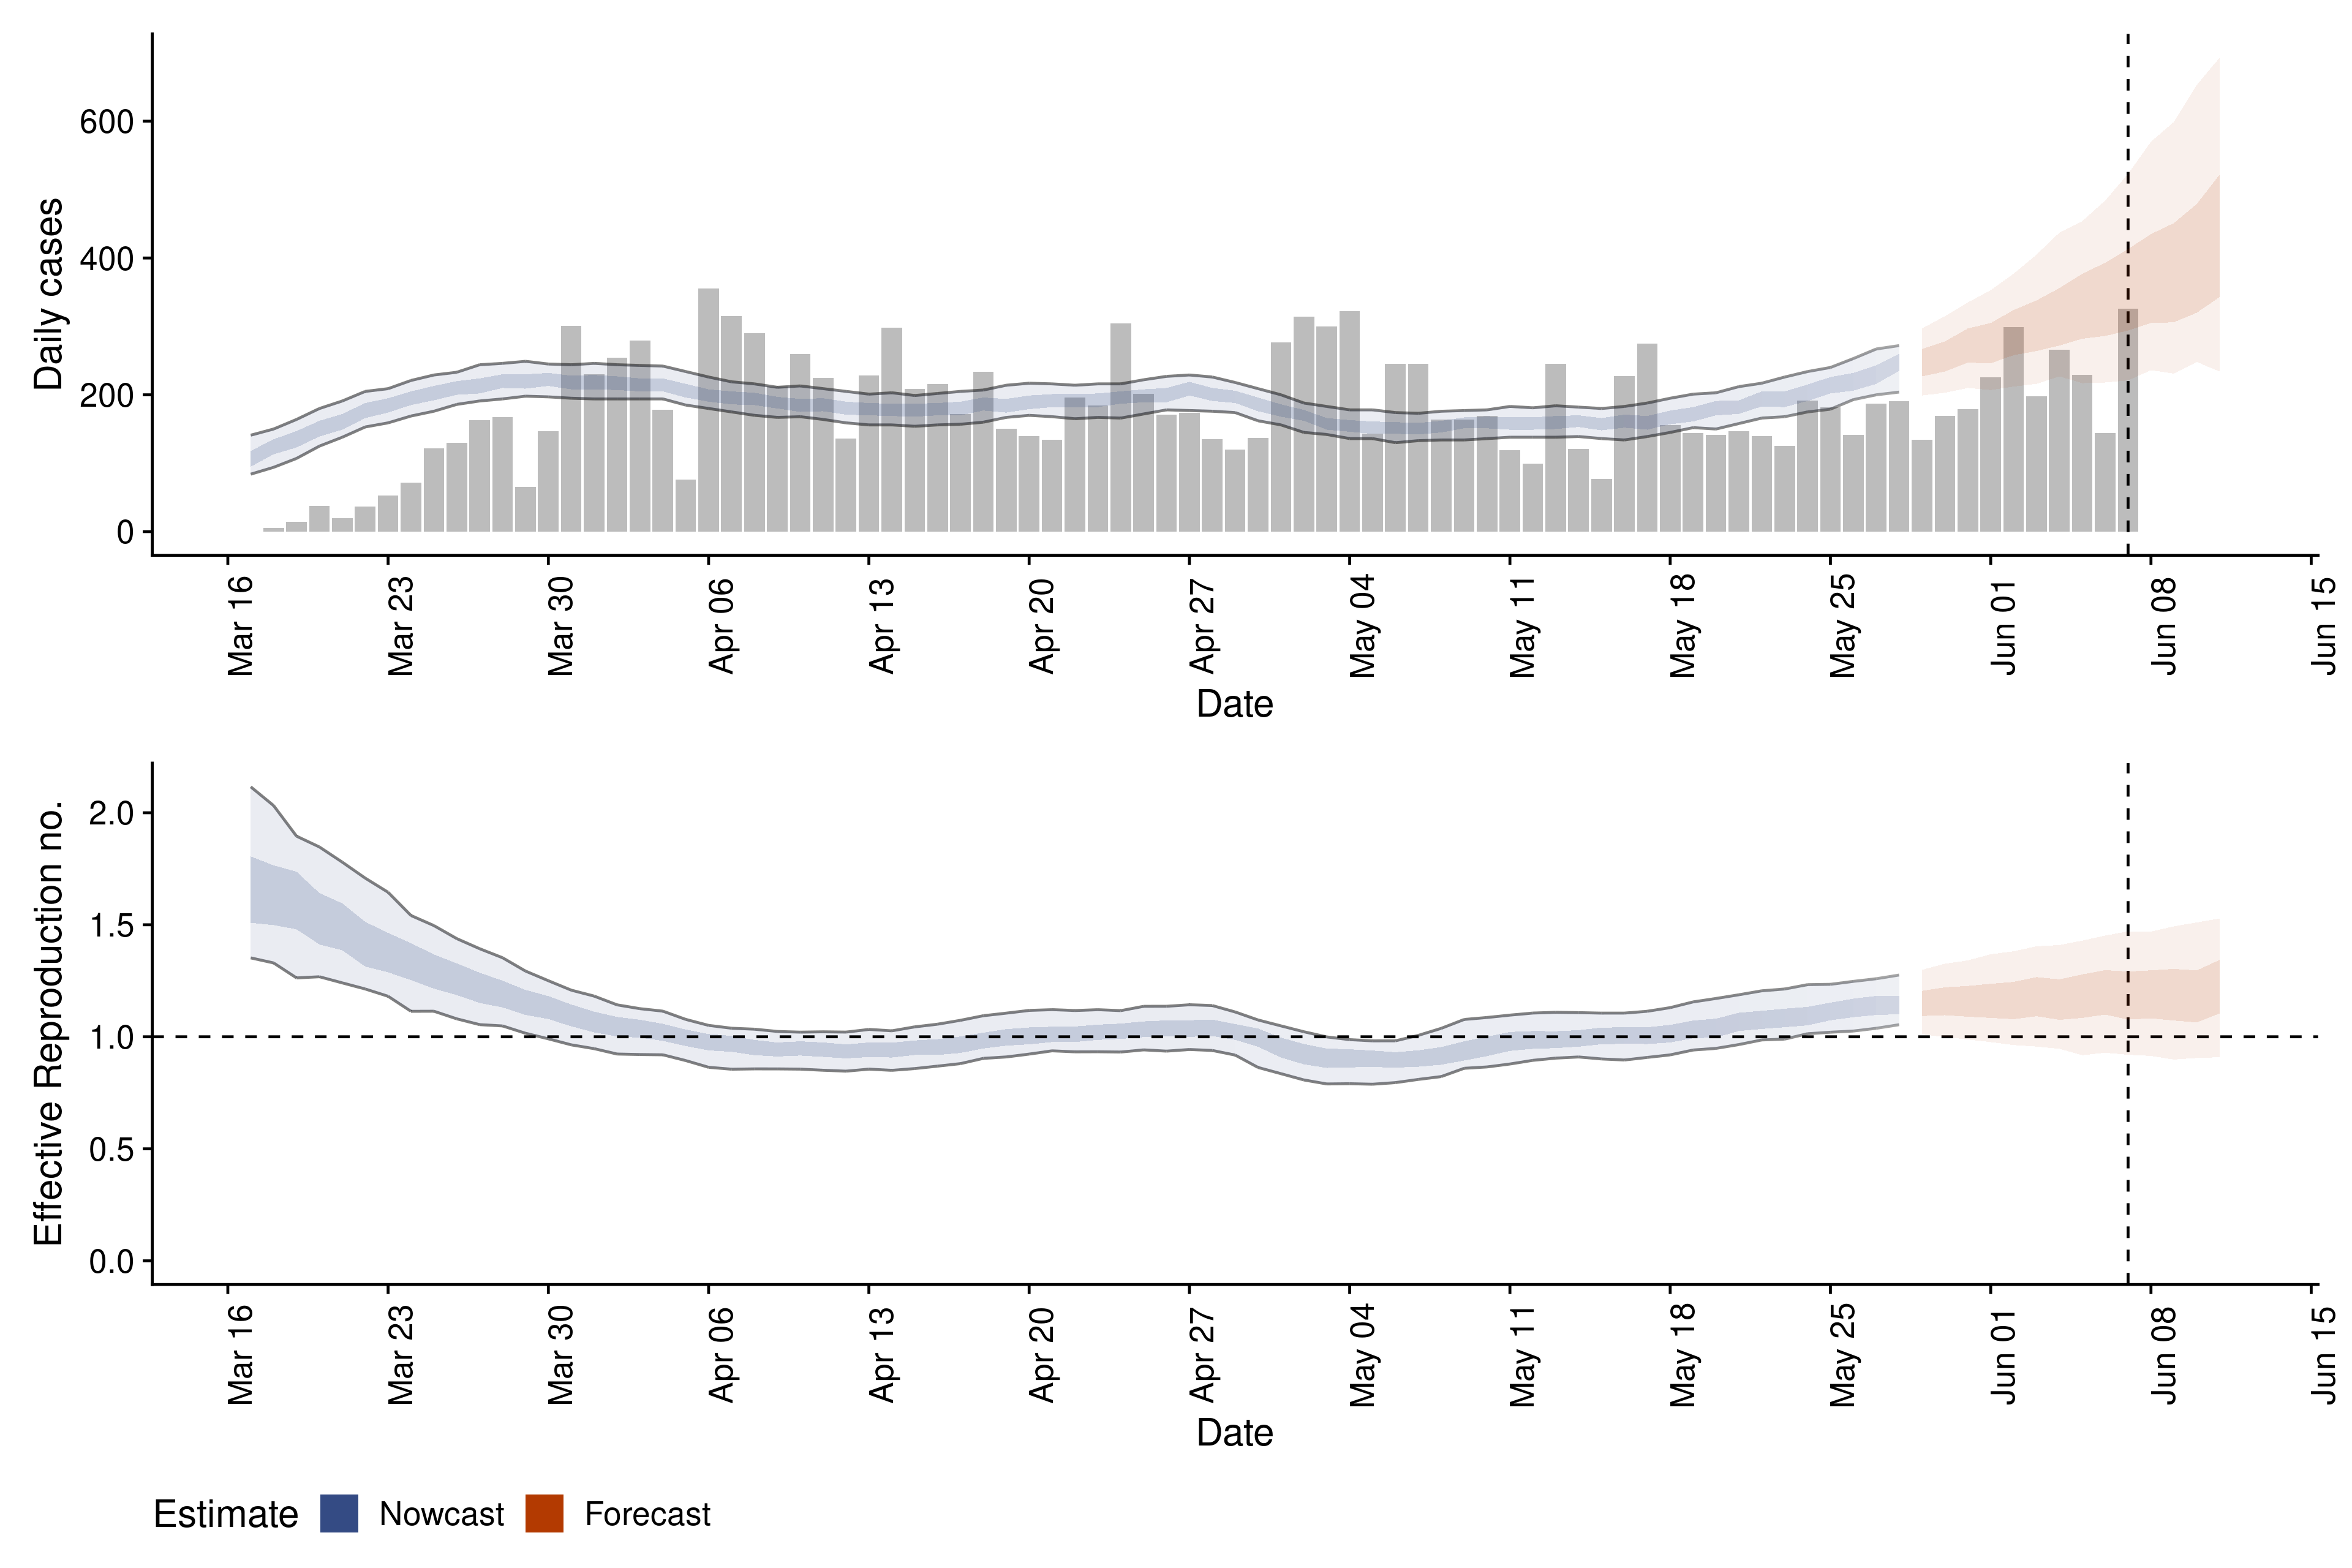 Daily cases
600
400
200
0
Mar 16
Mar 23
Mar 30
Apr 06
Apr 13
Apr 20
Apr 27
May 04
May 11
May 18
May 25
Jun 01
Jun 08
Jun 15
Date
Effective Reproduction no.
2.0
1.5
1.0
0.5
0.0
Mar 16
Mar 23
Mar 30
Apr 06
Apr 13
Apr 20
Apr 27
May 04
May 11
May 18
May 25
Jun 01
Jun 08
Jun 15
Date
Estimate Nowcast Forecast